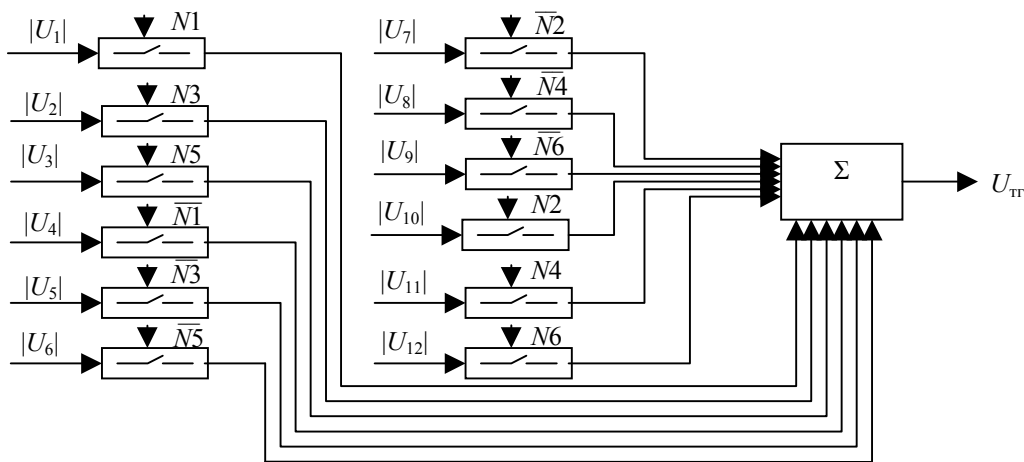 |U₁|
N1
|U₂|
N3
|U₃|
N5
|U₄|
N̅1̅
|U₅|
N̅3̅
|U₆|
N̅5̅
|U₇|
N̅2̅
|U₈|
N̅4̅
|U₉|
N̅6̅
|U₁₀|
N2
|U₁₁|
N4
|U₁₂|
N6
Σ
Uтг